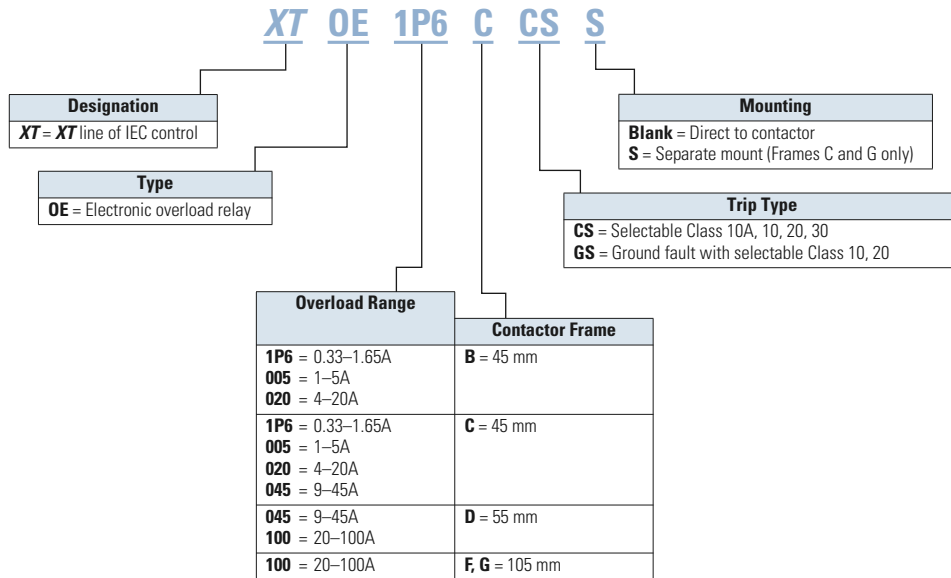 XT OE 1P6 C CS S
Designation
XT = XT line of IEC control
Type
OE = Electronic overload relay
Mounting
Blank = Direct to contactor
S = Separate mount (Frames C and G only)
Trip Type
CS = Selectable Class 10A, 10, 20, 30
GS = Ground fault with selectable Class 10, 20
Overload Range
Contactor Frame
1P6 = 0.33–1.65A B = 45 mm
005 = 1–5A
020 = 4–20A
1P6 = 0.33–1.65A C = 45 mm
005 = 1–5A
020 = 4–20A
045 = 9–45A
045 = 9–45A D = 55 mm
100 = 20–100A
100 = 20–100A F, G = 105 mm